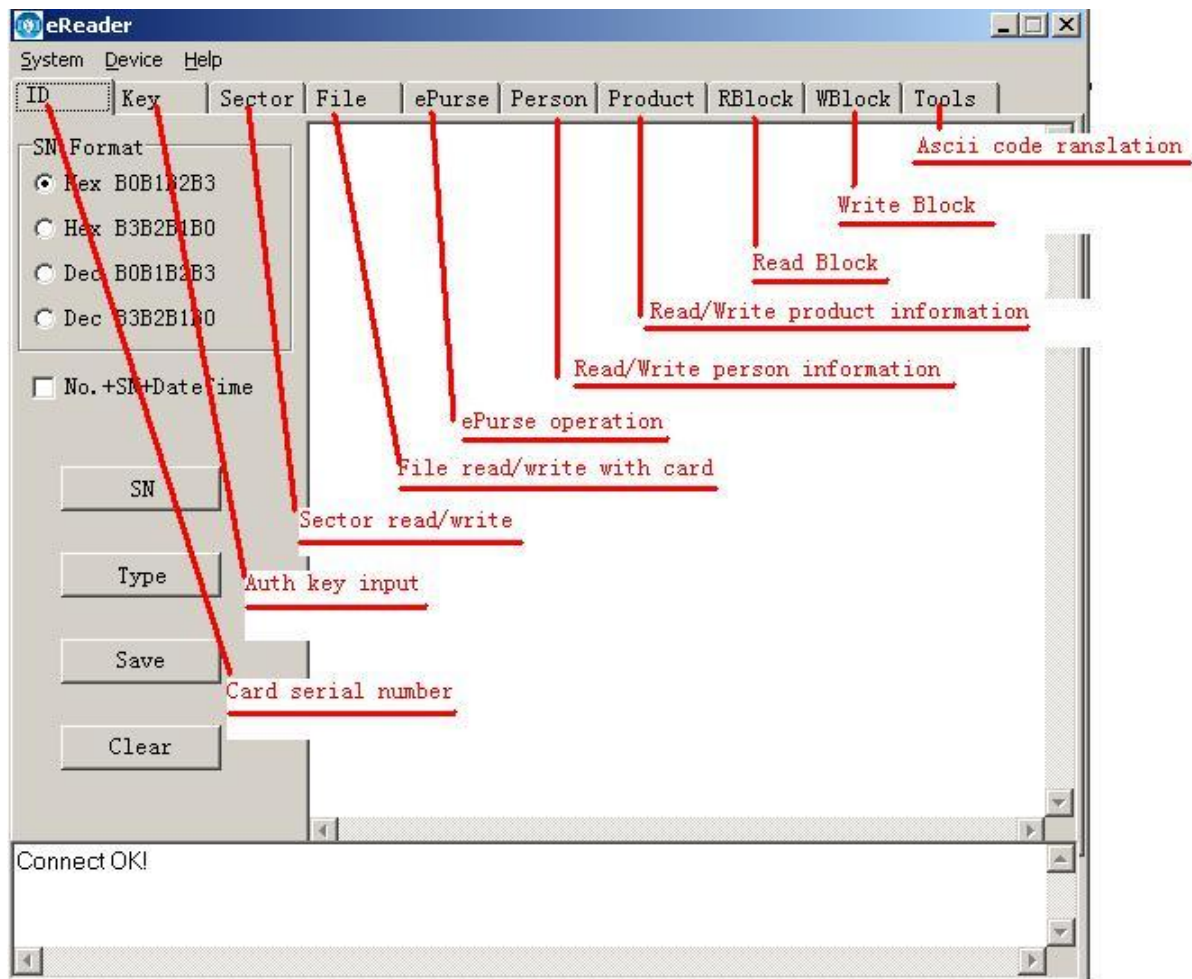 eReader
System Device Help
ID Key Sector File ePurse Person Product RBlock WBlock Tools
SN Format
Hex B0B1B2B3
Hex B3B2B1B0
Dec B0B1B2B3
Dec B3B2B1B0
No.+SN+DateTime
SN
Type
Save
Clear
Ascii code ranslation
Write Block
Read Block
Read/Write product information
Read/Write person information
ePurse operation
File read/write with card
Sector read/write
Auth key input
Card serial number
Connect OK!